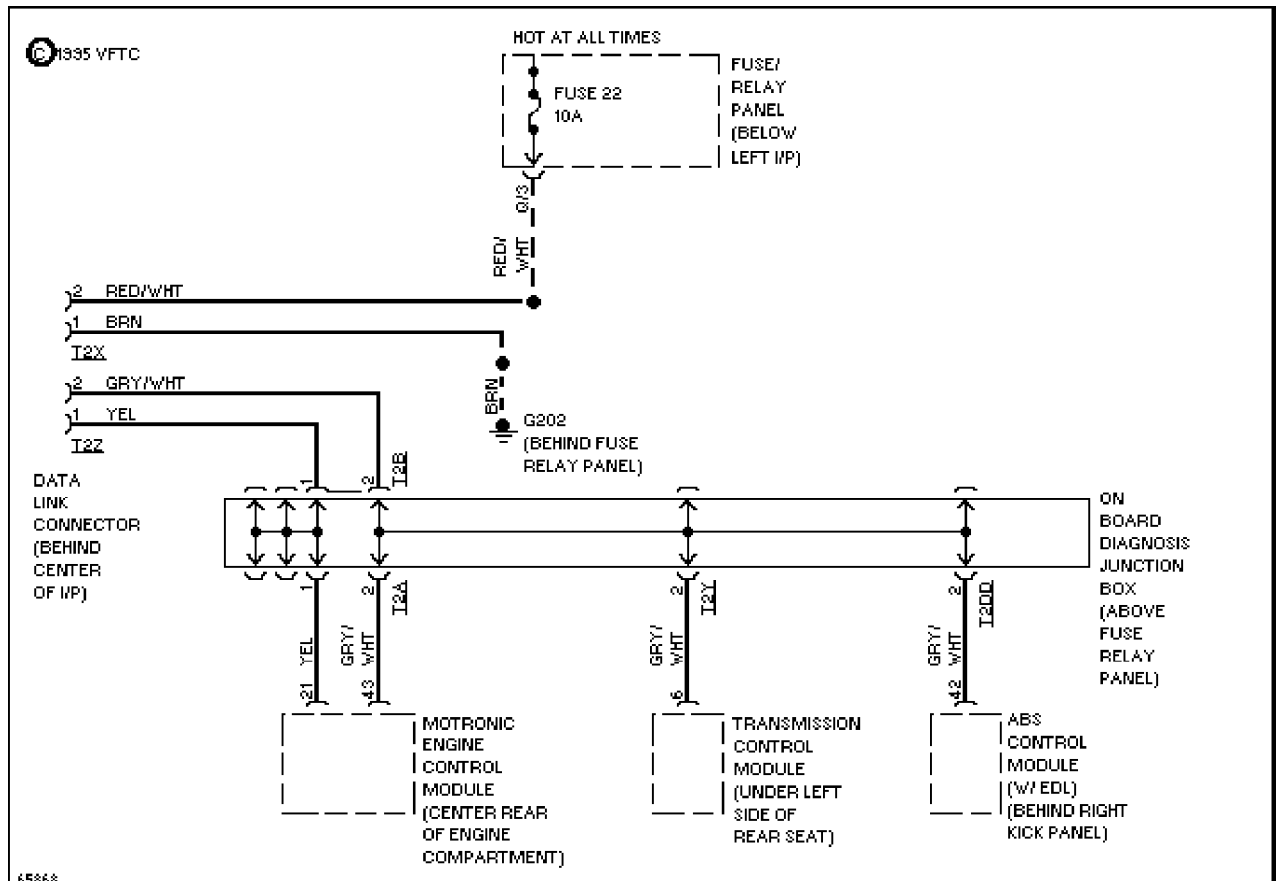 © 1995 VFTC
HOT AT ALL TIMES
FUSE 22
10A
FUSE/
RELAY
PANEL
(BELOW
LEFT I/P)
Q/3
RED/
WHT
2 RED/WHT
1 BRN
T2X
2 GRY/WHT
1 YEL
T2Z
BRN
G202
(BEHIND FUSE
RELAY PANEL)
DATA
LINK
CONNECTOR
(BEHIND
CENTER
OF I/P)
1
2
T2B
ON
BOARD
DIAGNOSIS
JUNCTION
BOX
(ABOVE
FUSE
RELAY
PANEL)
1
2
T2A
2
T2Y
2
T2DD
YEL
GRY/
WHT
GRY/
WHT
GRY/
WHT
21
43
6
42
MOTRONIC
ENGINE
CONTROL
MODULE
(CENTER REAR
OF ENGINE
COMPARTMENT)
TRANSMISSION
CONTROL
MODULE
(UNDER LEFT
SIDE OF
REAR SEAT)
ABS
CONTROL
MODULE
(W/ EDL)
(BEHIND RIGHT
KICK PANEL)
65868